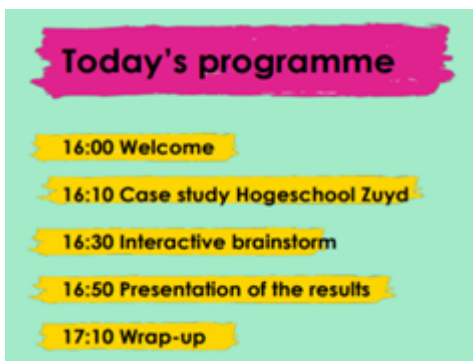 Today's programme
16:00 Welcome
16:10 Case study Hogeschool Zuyd
16:30 Interactive brainstorm
16:50 Presentation of the results
17:10 Wrap-up